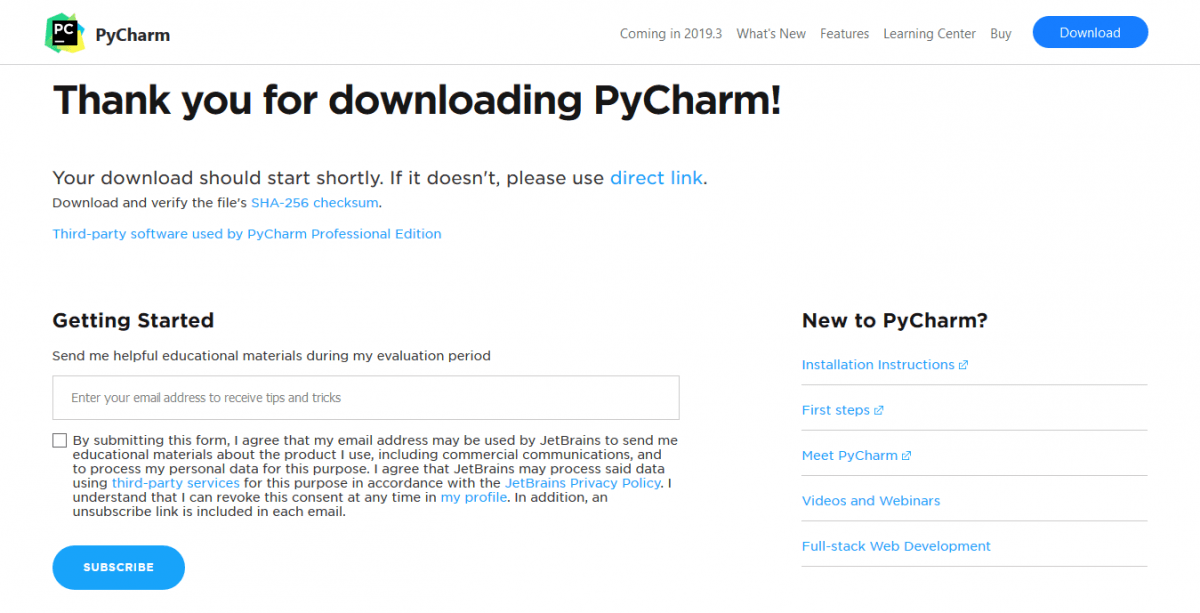 PC
PyCharm
Coming in 2019.3 What's New Features Learning Center Buy Download
Thank you for downloading PyCharm!
Your download should start shortly. If it doesn't, please use direct link.
Download and verify the file's SHA-256 checksum.
Third-party software used by PyCharm Professional Edition
Getting Started
Send me helpful educational materials during my evaluation period
Enter your email address to receive tips and tricks
By submitting this form, I agree that my email address may be used by JetBrains to send me
educational materials about the product I use, including commercial communications, and
to process my personal data for this purpose. I agree that JetBrains may process said data
using third-party services for this purpose in accordance with the JetBrains Privacy Policy. I
understand that I can revoke this consent at any time in my profile. In addition, an
unsubscribe link is included in each email.
SUBSCRIBE
New to PyCharm?
Installation Instructions
First steps
Meet PyCharm
Videos and Webinars
Full-stack Web Development